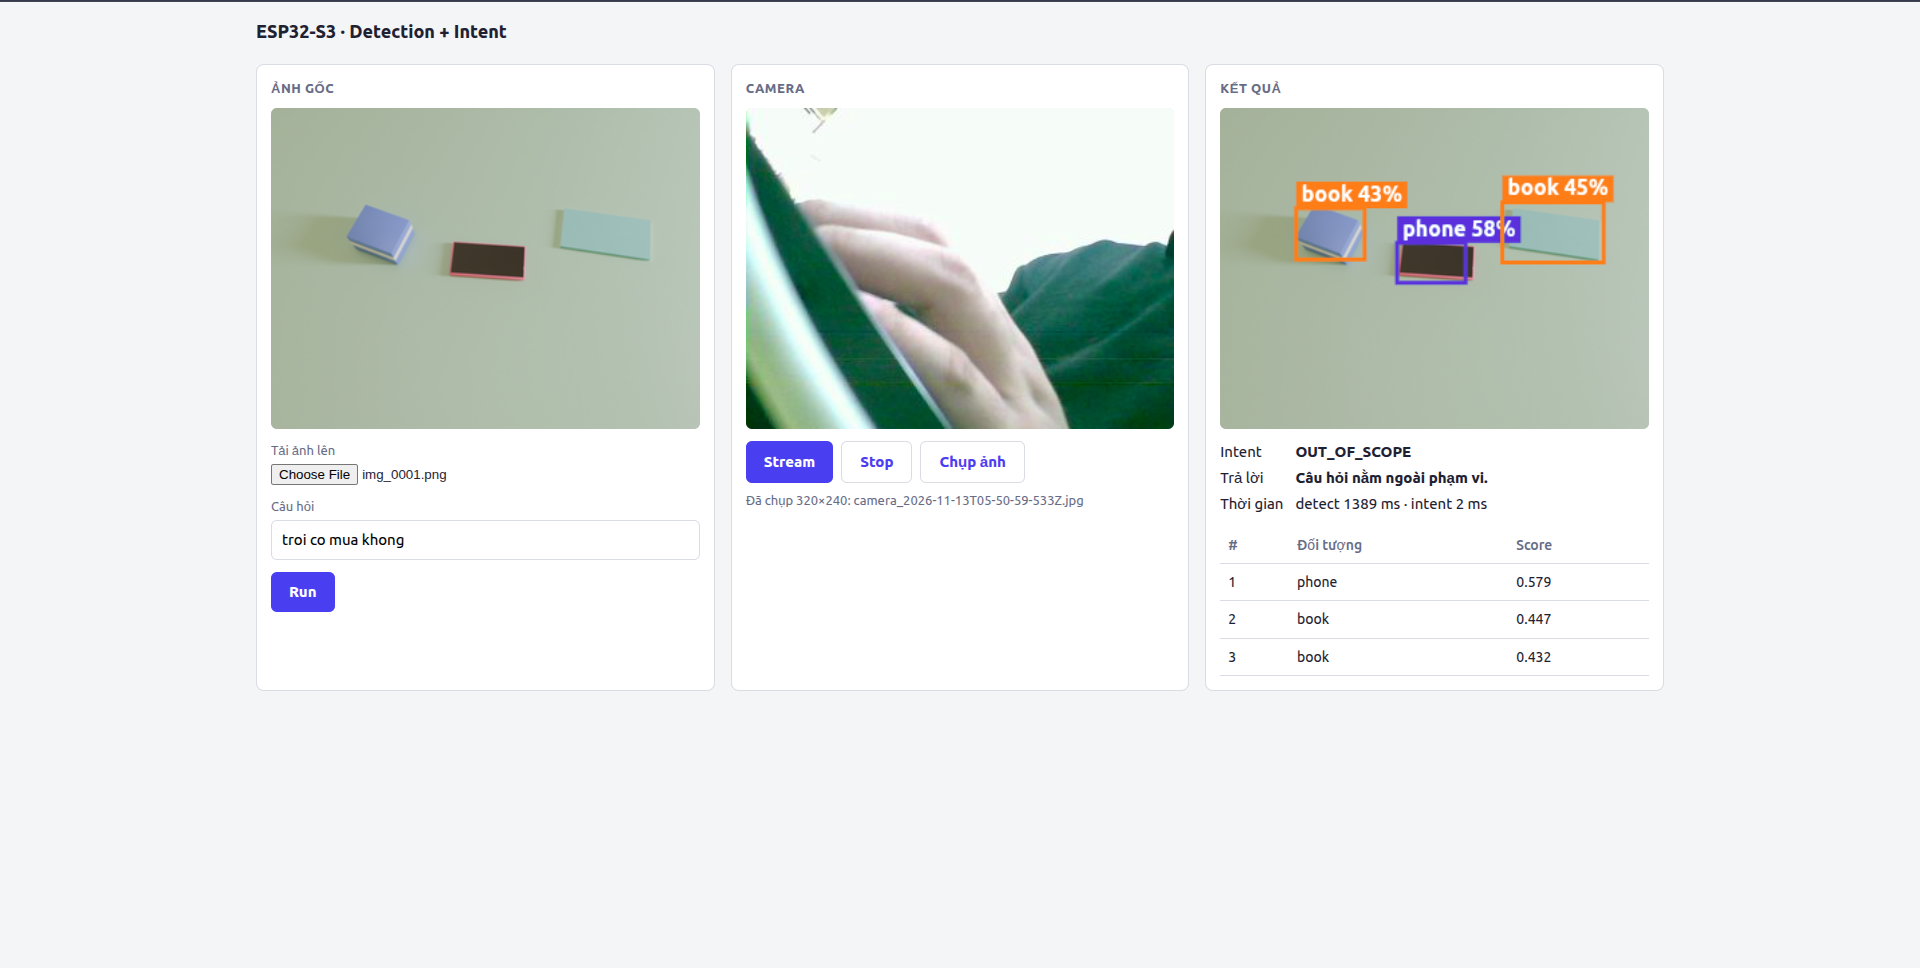 ESP32-S3 · Detection + Intent
ẢNH GỐC
Tải ảnh lên
Choose File img_0001.png
Câu hỏi
troi co mua khong
Run
CAMERA
Stream Stop Chụp ảnh
Đã chụp 320×240: camera_2026-11-13T05-50-59-533Z.jpg
KẾT QUẢ
book 43%
phone 58%
book 45%
Intent OUT_OF_SCOPE
Trả lời Câu hỏi nằm ngoài phạm vi.
Thời gian detect 1389 ms · intent 2 ms
# Đối tượng Score
1 phone 0.579
2 book 0.447
3 book 0.432